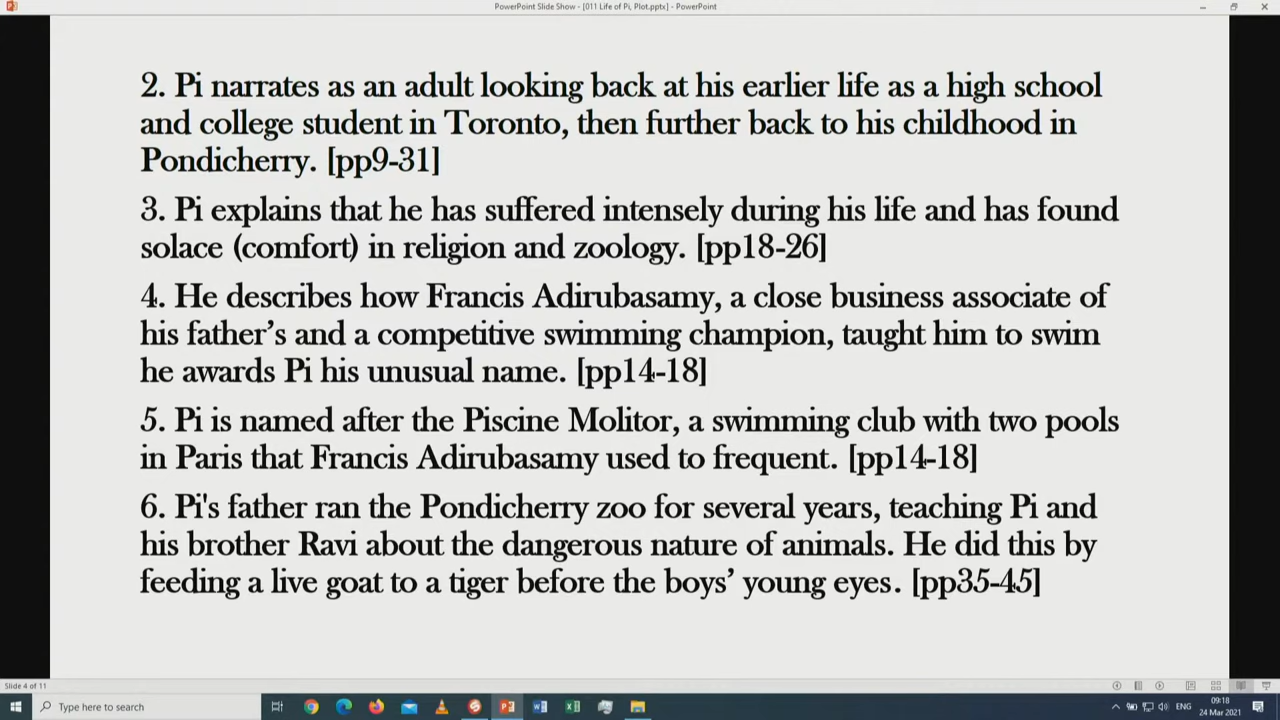 PowerPoint Slide Show - [011 Life of Pi, Plot.pptx] - PowerPoint
2. Pi narrates as an adult looking back at his earlier life as a high school
and college student in Toronto, then further back to his childhood in
Pondicherry. [pp9-31]
3. Pi explains that he has suffered intensely during his life and has found
solace (comfort) in religion and zoology. [pp18-26]
4. He describes how Francis Adirubasamy, a close business associate of
his father’s and a competitive swimming champion, taught him to swim
he awards Pi his unusual name. [pp14-18]
5. Pi is named after the Piscine Molitor, a swimming club with two pools
in Paris that Francis Adirubasamy used to frequent. [pp14-18]
6. Pi's father ran the Pondicherry zoo for several years, teaching Pi and
his brother Ravi about the dangerous nature of animals. He did this by
feeding a live goat to a tiger before the boys’ young eyes. [pp35-45]
Slide 4 of 11
Type here to search
ENG
09:18
24 Mar 2021